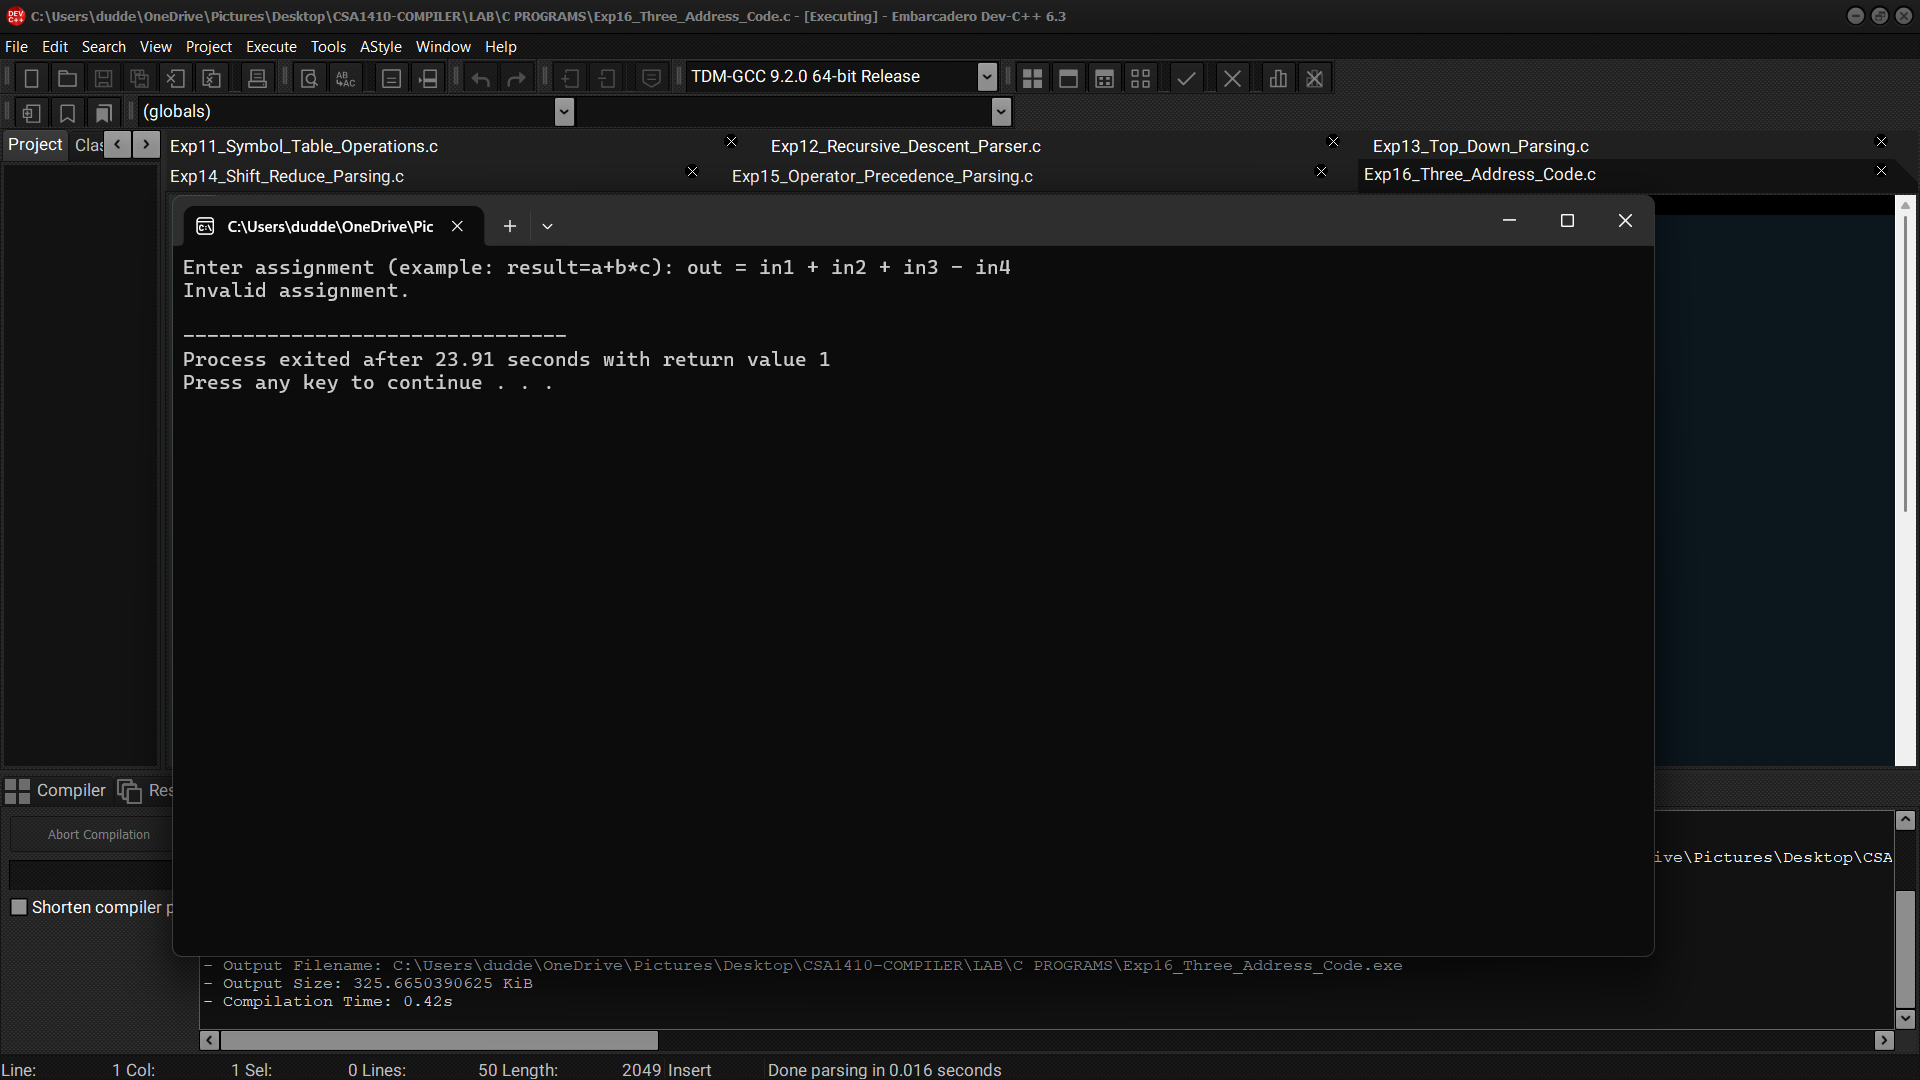 C:\Users\dudde\OneDrive\Pictures\Desktop\CSA1410-COMPILER\LAB\C PROGRAMS\Exp16_Three_Address_Code.c - [Executing] - Embarcadero Dev-C++ 6.3
File Edit Search View Project Execute Tools AStyle Window Help
TDM-GCC 9.2.0 64-bit Release
(globals)
Project Clas
Exp11_Symbol_Table_Operations.c Exp12_Recursive_Descent_Parser.c Exp13_Top_Down_Parsing.c
Exp14_Shift_Reduce_Parsing.c Exp15_Operator_Precedence_Parsing.c Exp16_Three_Address_Code.c
C:\Users\dudde\OneDrive\Pic
Enter assignment (example: result=a+b*c): out = in1 + in2 + in3 - in4
Invalid assignment.
--------------------------------
Process exited after 23.91 seconds with return value 1
Press any key to continue . . .
Compiler Res
Abort Compilation
ive\Pictures\Desktop\CSA
Shorten compiler p
- Output Filename: C:\Users\dudde\OneDrive\Pictures\Desktop\CSA1410-COMPILER\LAB\C PROGRAMS\Exp16_Three_Address_Code.exe
- Output Size: 325.6650390625 KiB
- Compilation Time: 0.42s
Line: 1 Col: 1 Sel: 0 Lines: 50 Length: 2049 Insert Done parsing in 0.016 seconds